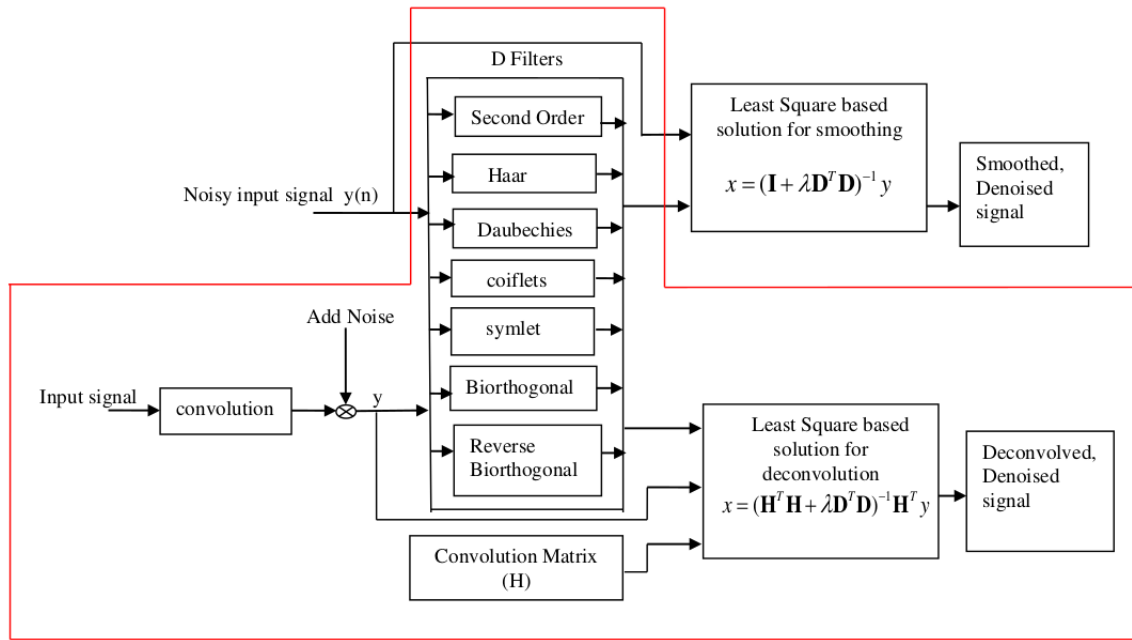 D Filters
Second Order
Haar
Daubechies
coiflets
symlet
Biorthogonal
Reverse
Biorthogonal
Noisy input signal y(n)
Least Square based
solution for smoothing
x = (I + λD^T D)^{-1} y
Smoothed,
Denoised
signal
Add Noise
Input signal
convolution
y
Convolution Matrix
(H)
Least Square based
solution for
deconvolution
x = (H^T H + λD^T D)^{-1} H^T y
Deconvolved,
Denoised
signal